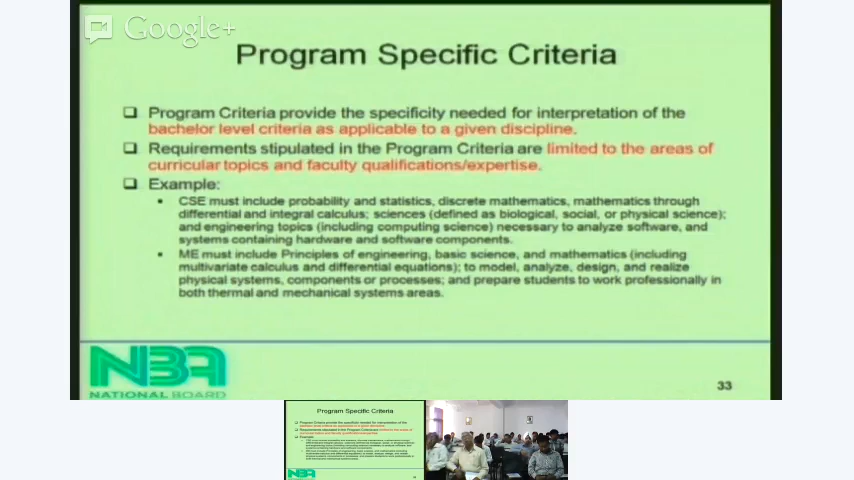 Google+
Program Specific Criteria
❑ Program Criteria provide the specificity needed for interpretation of the
bachelor level criteria as applicable to a given discipline.
❑ Requirements stipulated in the Program Criteria are limited to the areas of
curricular topics and faculty qualifications/expertise.
❑ Example:
• CSE must include probability and statistics, discrete mathematics, mathematics through
differential and integral calculus; sciences (defined as biological, social, or physical science);
and engineering topics (including computing science) necessary to analyze software, and
systems containing hardware and software components.
• ME must include Principles of engineering, basic science, and mathematics (including
multivariate calculus and differential equations); to model, analyze, design, and realize
physical systems, components or processes; and prepare students to work professionally in
both thermal and mechanical systems areas.
NBA
NATIONAL BOARD
33
Program Specific Criteria